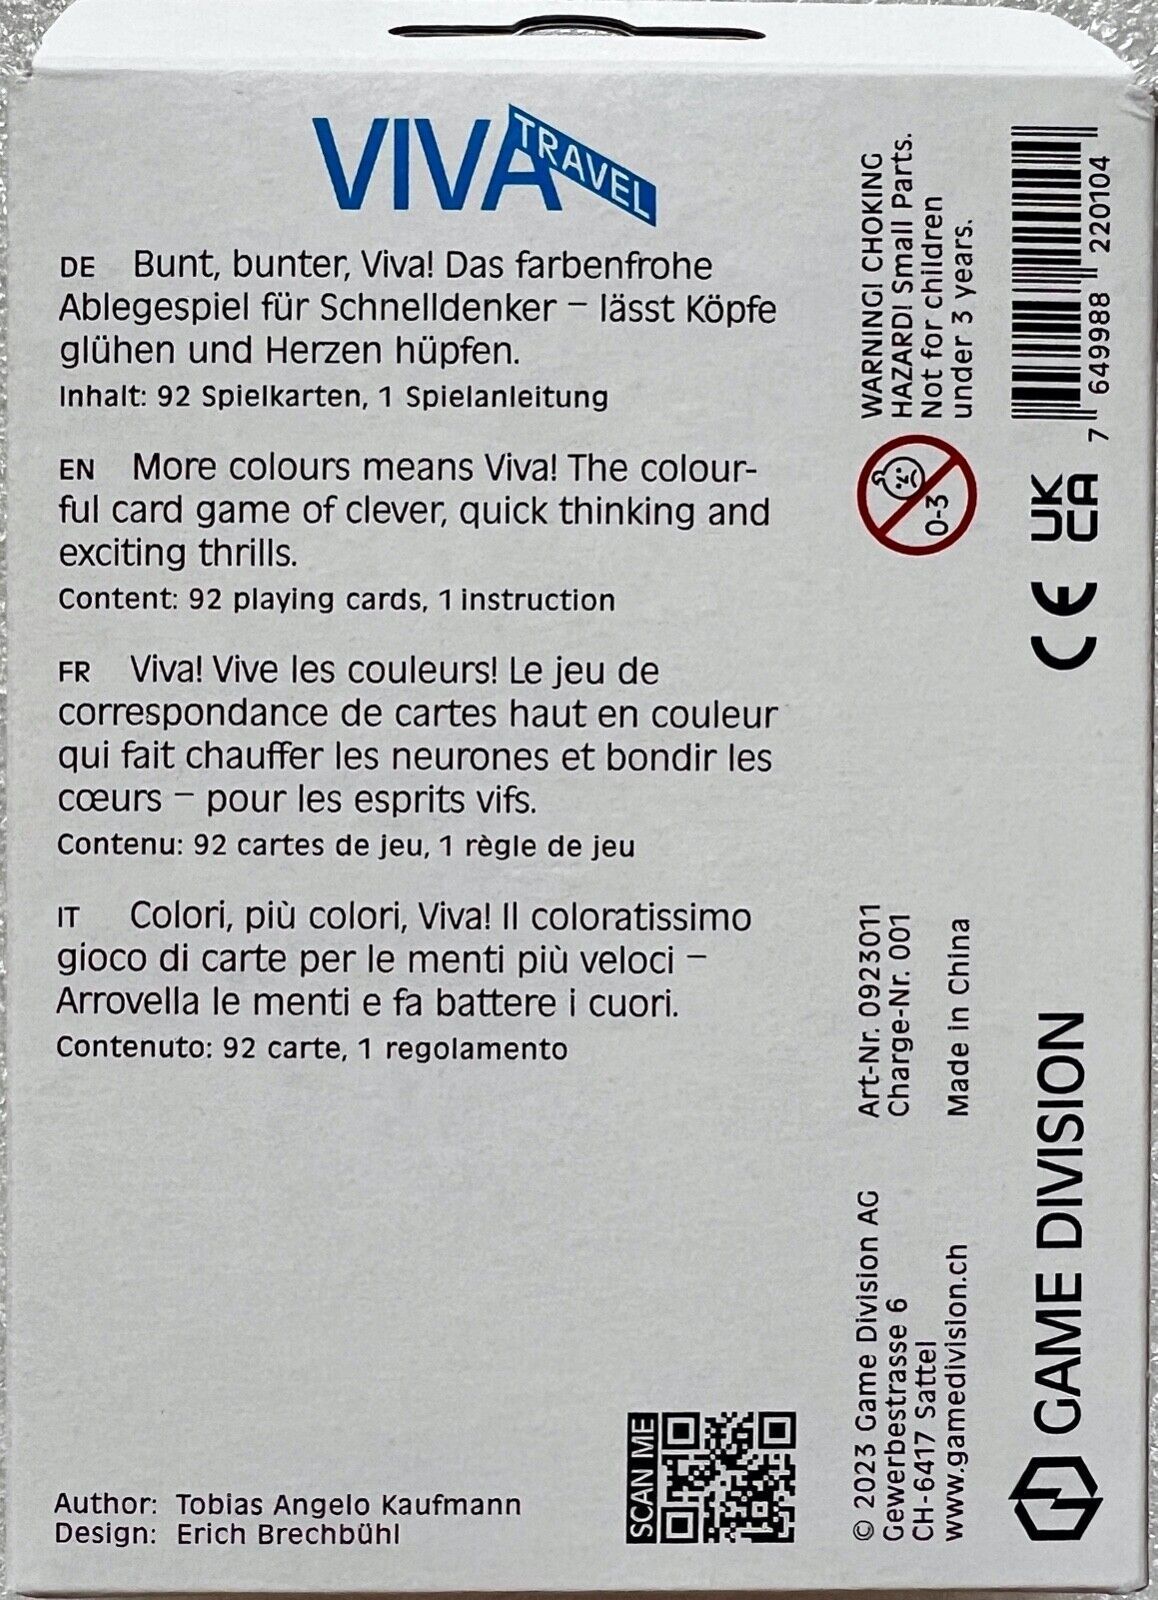 VIVA
TRAVEL
DE Bunt, bunter, Viva! Das farbenfrohe
Ablegespiel für Schnelldenker – lässt Köpfe
glühen und Herzen hüpfen.
Inhalt: 92 Spielkarten, 1 Spielanleitung
EN More colours means Viva! The colour-
ful card game of clever, quick thinking and
exciting thrills.
Content: 92 playing cards, 1 instruction
FR Viva! Vive les couleurs! Le jeu de
correspondance de cartes haut en couleur
qui fait chauffer les neurones et bondir les
cœurs – pour les esprits vifs.
Contenu: 92 cartes de jeu, 1 règle de jeu
IT Colori, più colori, Viva! Il coloratissimo
gioco di carte per le menti più veloci –
Arrovella le menti e fa battere i cuori.
Contenuto: 92 carte, 1 regolamento
Author: Tobias Angelo Kaufmann
Design: Erich Brechbühl
SCAN ME
WARNING! CHOKING
HAZARD! Small Parts.
Not for children
under 3 years.
0-3
7 649988 220104
UK
CA
CE
Art-Nr. 0923011
Charge-Nr. 001
Made in China
© 2023 Game Division AG
Gewerbestrasse 6
CH-6417 Sattel
www.gamedivision.ch
GAME DIVISION